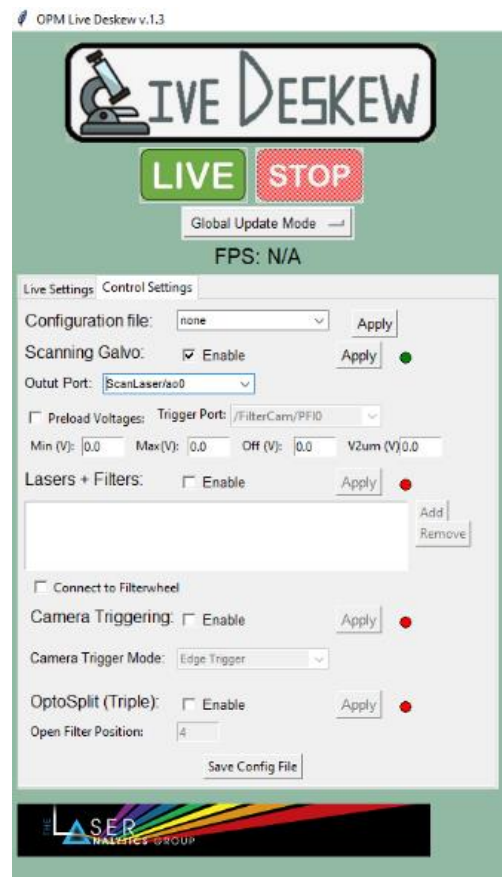 OPM Live Deskew v.1.3
LIVE DESKEW
LIVE STOP
Global Update Mode
FPS: N/A
Live Settings Control Settings
Configuration file: none Apply
Scanning Galvo: Enable Apply
Outut Port: ScanLaser/ao0
Preload Voltages: Trigger Port: /FilterCam/PFI0
Min (V): 0.0 Max(V): 0.0 Off (V): 0.0 V2um (V) 0.0
Lasers + Filters: Enable Apply
Add
Remove
Connect to Filterwheel
Camera Triggering: Enable Apply
Camera Trigger Mode: Edge Trigger
OptoSplit (Triple): Enable Apply
Open Filter Position: 4
Save Config File
THE LASER
ANALYTICS GROUP